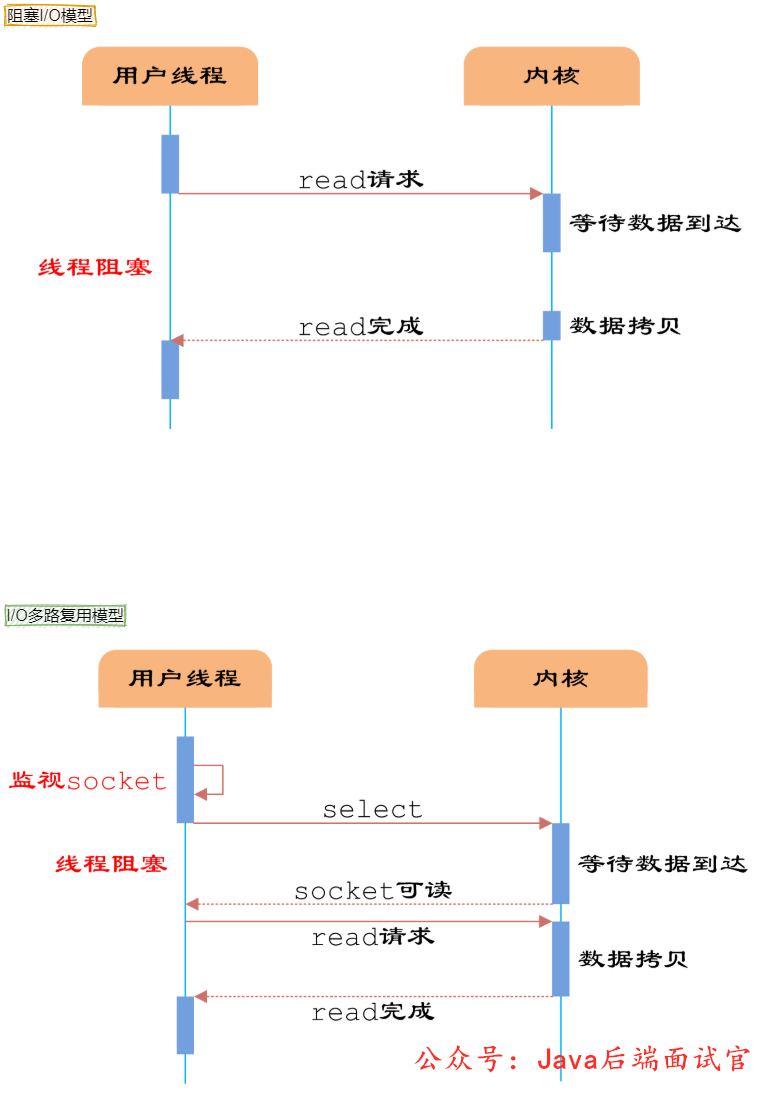 阻塞I/O模型
用户线程
内核
read请求
等待数据到达
线程阻塞
read完成
数据拷贝
I/O多路复用模型
用户线程
内核
监视socket
select
线程阻塞
等待数据到达
socket可读
read请求
数据拷贝
read完成
公众号：Java后端面试官